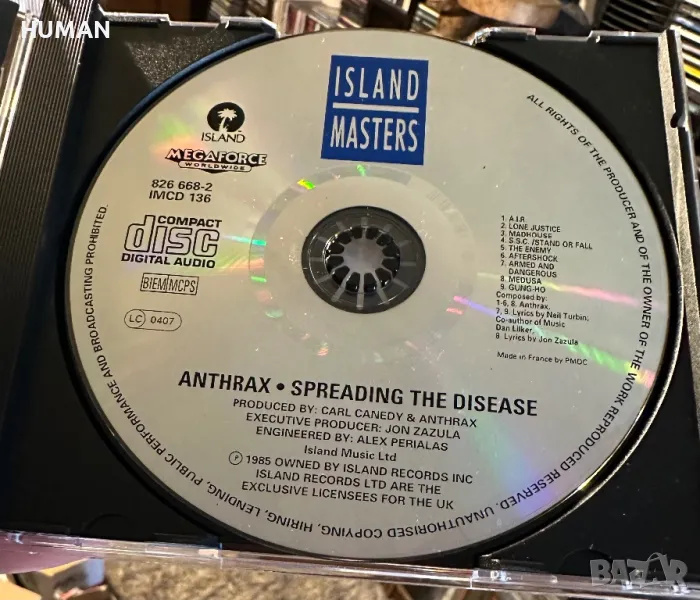 HUMAN
ISLAND
MASTERS
ISLAND
MEGAFORCE
WORLDWIDE
826 668-2
IMCD 136
COMPACT
disc
DIGITAL AUDIO
BIEM/MCPS
LC 0407
1. A.I.R.
2. LONE JUSTICE
3. MADHOUSE
4. S.S.C. /STAND OR FALL
5. THE ENEMY
6. AFTERSHOCK
7. ARMED AND
DANGEROUS
8. MEDUSA
9. GUNG-HO
Composed by:
1-6, 8. Anthrax,
7, 9. Lyrics by Neil Turbin;
Co-author of Music
Dan Lilker,
8. Lyrics by Jon Zazula
Made in France by PMDC
ANTHRAX • SPREADING THE DISEASE
PRODUCED BY: CARL CANEDY & ANTHRAX
EXECUTIVE PRODUCER: JON ZAZULA
ENGINEERED BY: ALEX PERIALAS
Island Music Ltd
℗ 1985 OWNED BY ISLAND RECORDS INC
ISLAND RECORDS LTD ARE THE
EXCLUSIVE LICENSEES FOR THE UK
ALL RIGHTS OF THE PRODUCER AND OF THE OWNER OF THE WORK REPRODUCED RESERVED. UNAUTHORISED COPYING, HIRING, LENDING, PUBLIC PERFORMANCE AND BROADCASTING PROHIBITED.
BAZAR